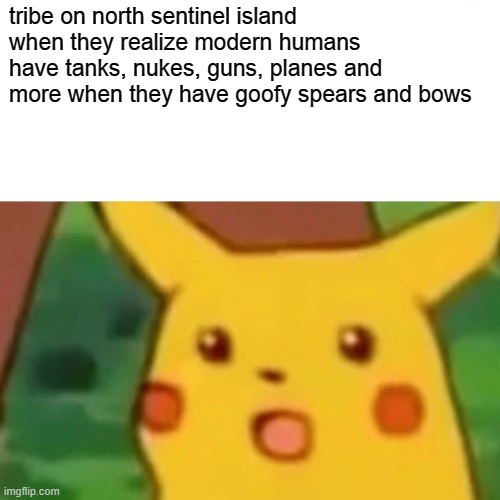 tribe on north sentinel island
when they realize modern humans
have tanks, nukes, guns, planes and
more when they have goofy spears and bows
imgflip.com